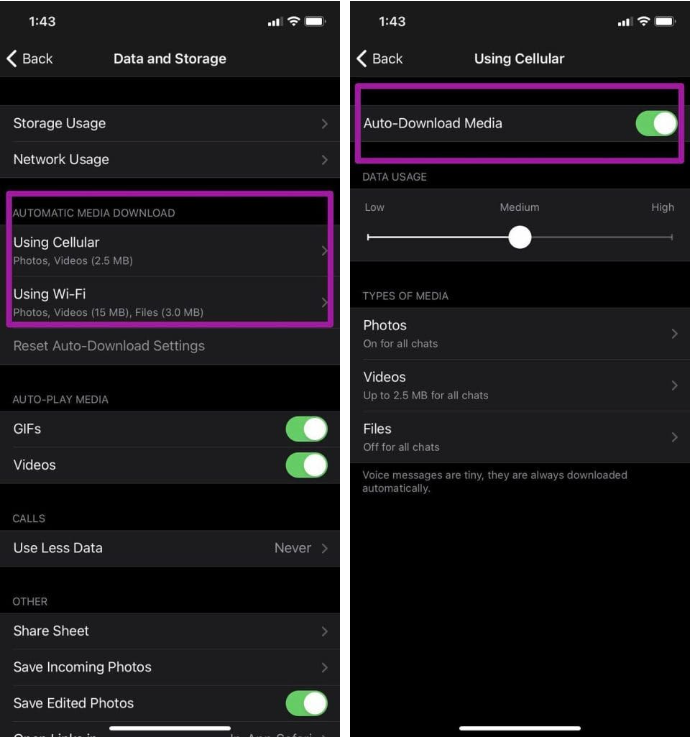 1:43
Back
Data and Storage
Storage Usage
Network Usage
AUTOMATIC MEDIA DOWNLOAD
Using Cellular
Photos, Videos (2.5 MB)
Using Wi-Fi
Photos, Videos (15 MB), Files (3.0 MB)
Reset Auto-Download Settings
AUTO-PLAY MEDIA
GIFs
Videos
CALLS
Use Less Data Never
OTHER
Share Sheet
Save Incoming Photos
Save Edited Photos
1:43
Back
Using Cellular
Auto-Download Media
DATA USAGE
Low Medium High
TYPES OF MEDIA
Photos
On for all chats
Videos
Up to 2.5 MB for all chats
Files
Off for all chats
Voice messages are tiny, they are always downloaded
automatically.